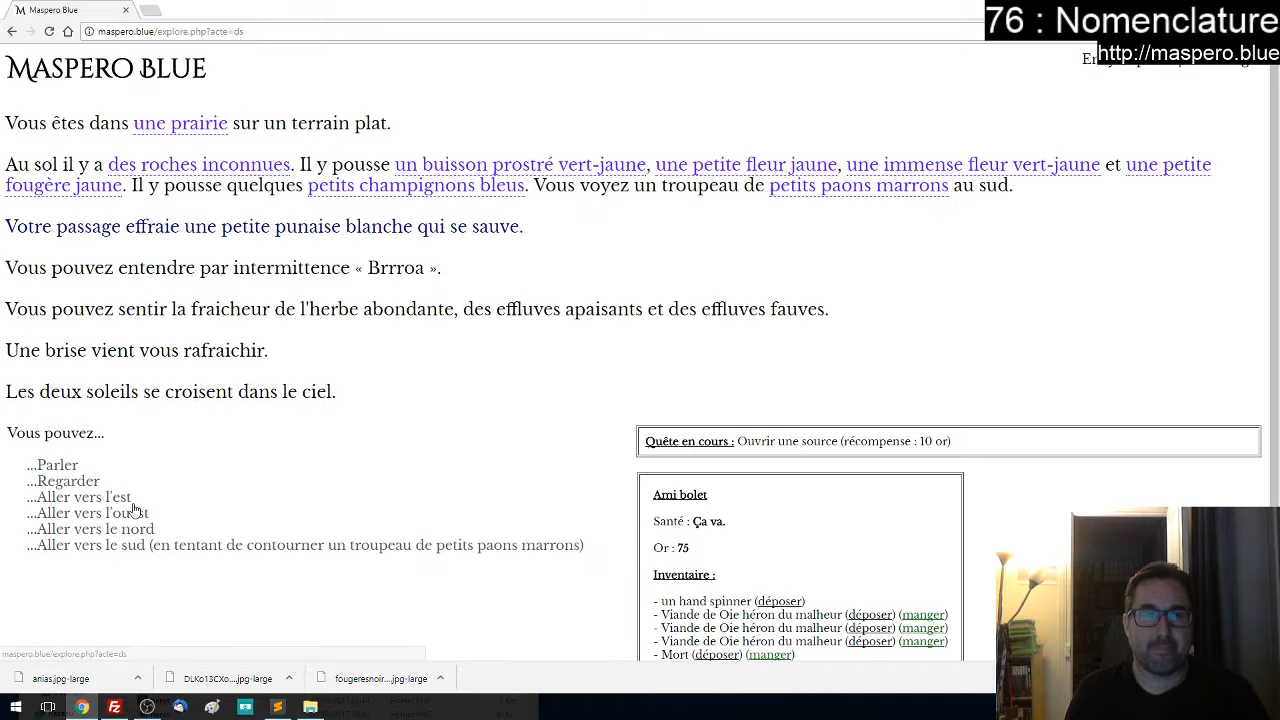 Maspero Blue
76 : Nomenclature
maspero.blue/explore.php?acte=ds
http://maspero.blue
Maspero Blue
Vous êtes dans une prairie sur un terrain plat.
Au sol il y a des roches inconnues. Il y pousse un buisson prostré vert-jaune, une petite fleur jaune, une immense fleur vert-jaune et une petite
fougère jaune. Il y pousse quelques petits champignons bleus. Vous voyez un troupeau de petits paons marrons au sud.
Votre passage effraie une petite punaise blanche qui se sauve.
Vous pouvez entendre par intermittence « Brrroa ».
Vous pouvez sentir la fraicheur de l'herbe abondante, des effluves apaisants et des effluves fauves.
Une brise vient vous rafraichir.
Les deux soleils se croisent dans le ciel.
Vous pouvez...
...Parler
...Regarder
...Aller vers l'est
...Aller vers l'ouest
...Aller vers le nord
...Aller vers le sud (en tentant de contourner un troupeau de petits paons marrons)
Quête en cours : Ouvrir une source (récompense : 10 or)
Ami bolet
Santé : Ça va.
Or : 75
Inventaire :
- un hand spinner (déposer)
- Viande de Oie héron du malheur (déposer) (manger)
- Viande de Oie héron du malheur (déposer) (manger)
- Viande de Oie héron du malheur (déposer) (manger)
- Mort (déposer) (manger)
maspero.blue/explore.php?acte=ds
anias.jpg-large
DLKo13CXo....jpg-large
fougeresnoir....jpg-large